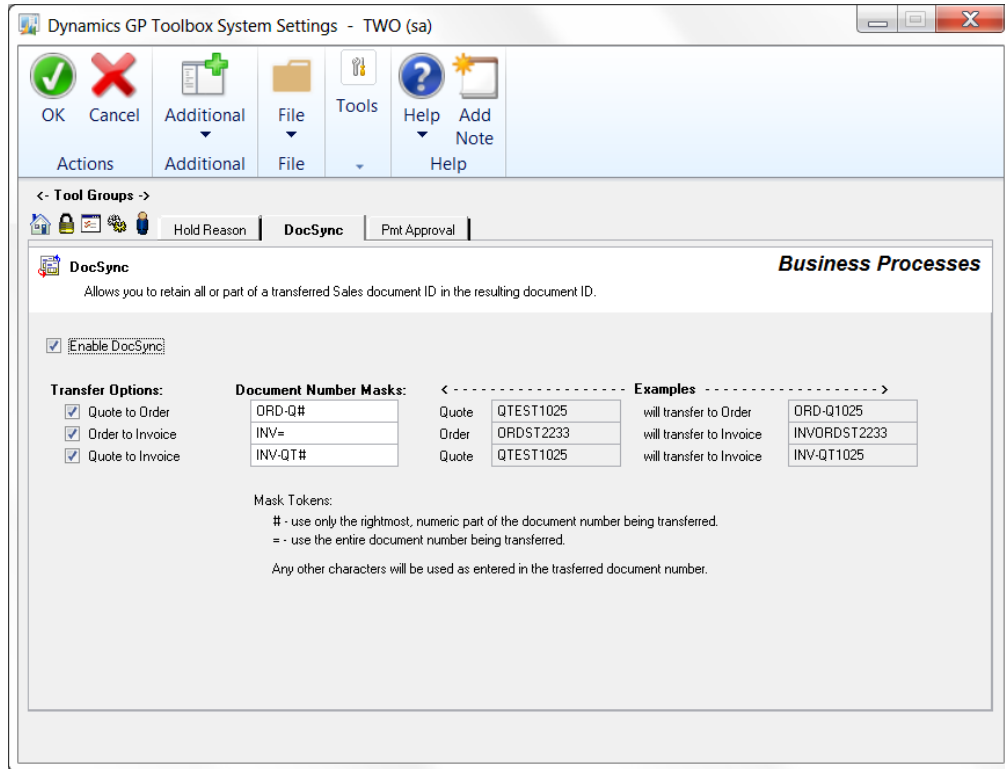 Dynamics GP Toolbox System Settings - TWO (sa)
OK Cancel Additional File Tools Help Add Note
Actions Additional File Help
<- Tool Groups ->
Hold Reason DocSync Pmt Approval
DocSync Business Processes
Allows you to retain all or part of a transferred Sales document ID in the resulting document ID.
Enable DocSync
Transfer Options: Document Number Masks: < - - - - - - - - - - - - - - - - - - - Examples - - - - - - - - - - - - - - - - - - - >
Quote to Order ORD-Q# Quote QTEST1025 will transfer to Order ORD-Q1025
Order to Invoice INV= Order ORDST2233 will transfer to Invoice INVORDST2233
Quote to Invoice INV-QT# Quote QTEST1025 will transfer to Invoice INV-QT1025
Mask Tokens:
# - use only the rightmost, numeric part of the document number being transferred.
= - use the entire document number being transferred.
Any other characters will be used as entered in the trasferred document number.